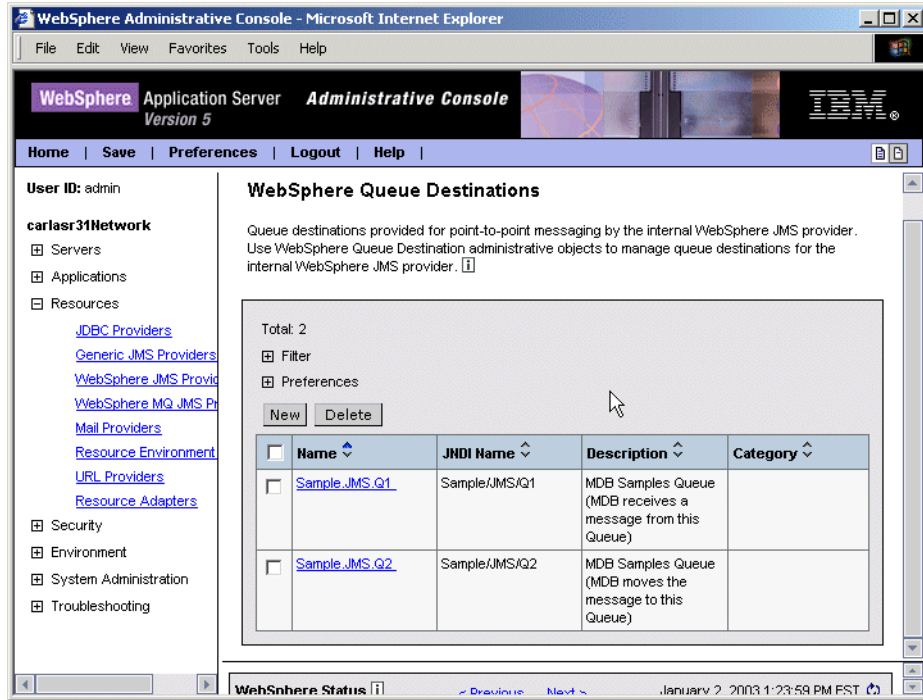 WebSphere Administrative Console - Microsoft Internet Explorer
File Edit View Favorites Tools Help
WebSphere Application Server Administrative Console
Version 5
IBM®
Home | Save | Preferences | Logout | Help |
User ID: admin
carlasr31Network
Servers
Applications
Resources
JDBC Providers
Generic JMS Providers
WebSphere JMS Provid
WebSphere MQ JMS Pr
Mail Providers
Resource Environment
URL Providers
Resource Adapters
Security
Environment
System Administration
Troubleshooting
WebSphere Queue Destinations
Queue destinations provided for point-to-point messaging by the internal WebSphere JMS provider.
Use WebSphere Queue Destination administrative objects to manage queue destinations for the
internal WebSphere JMS provider. i
Total: 2
Filter
Preferences
New Delete
Name JNDI Name Description Category
Sample.JMS.Q1 Sample/JMS/Q1 MDB Samples Queue
(MDB receives a
message from this
Queue)
Sample.JMS.Q2 Sample/JMS/Q2 MDB Samples Queue
(MDB moves the
message to this
Queue)
WebSphere Status i < Previous Next > January 2, 2003 1:23:59 PM EST